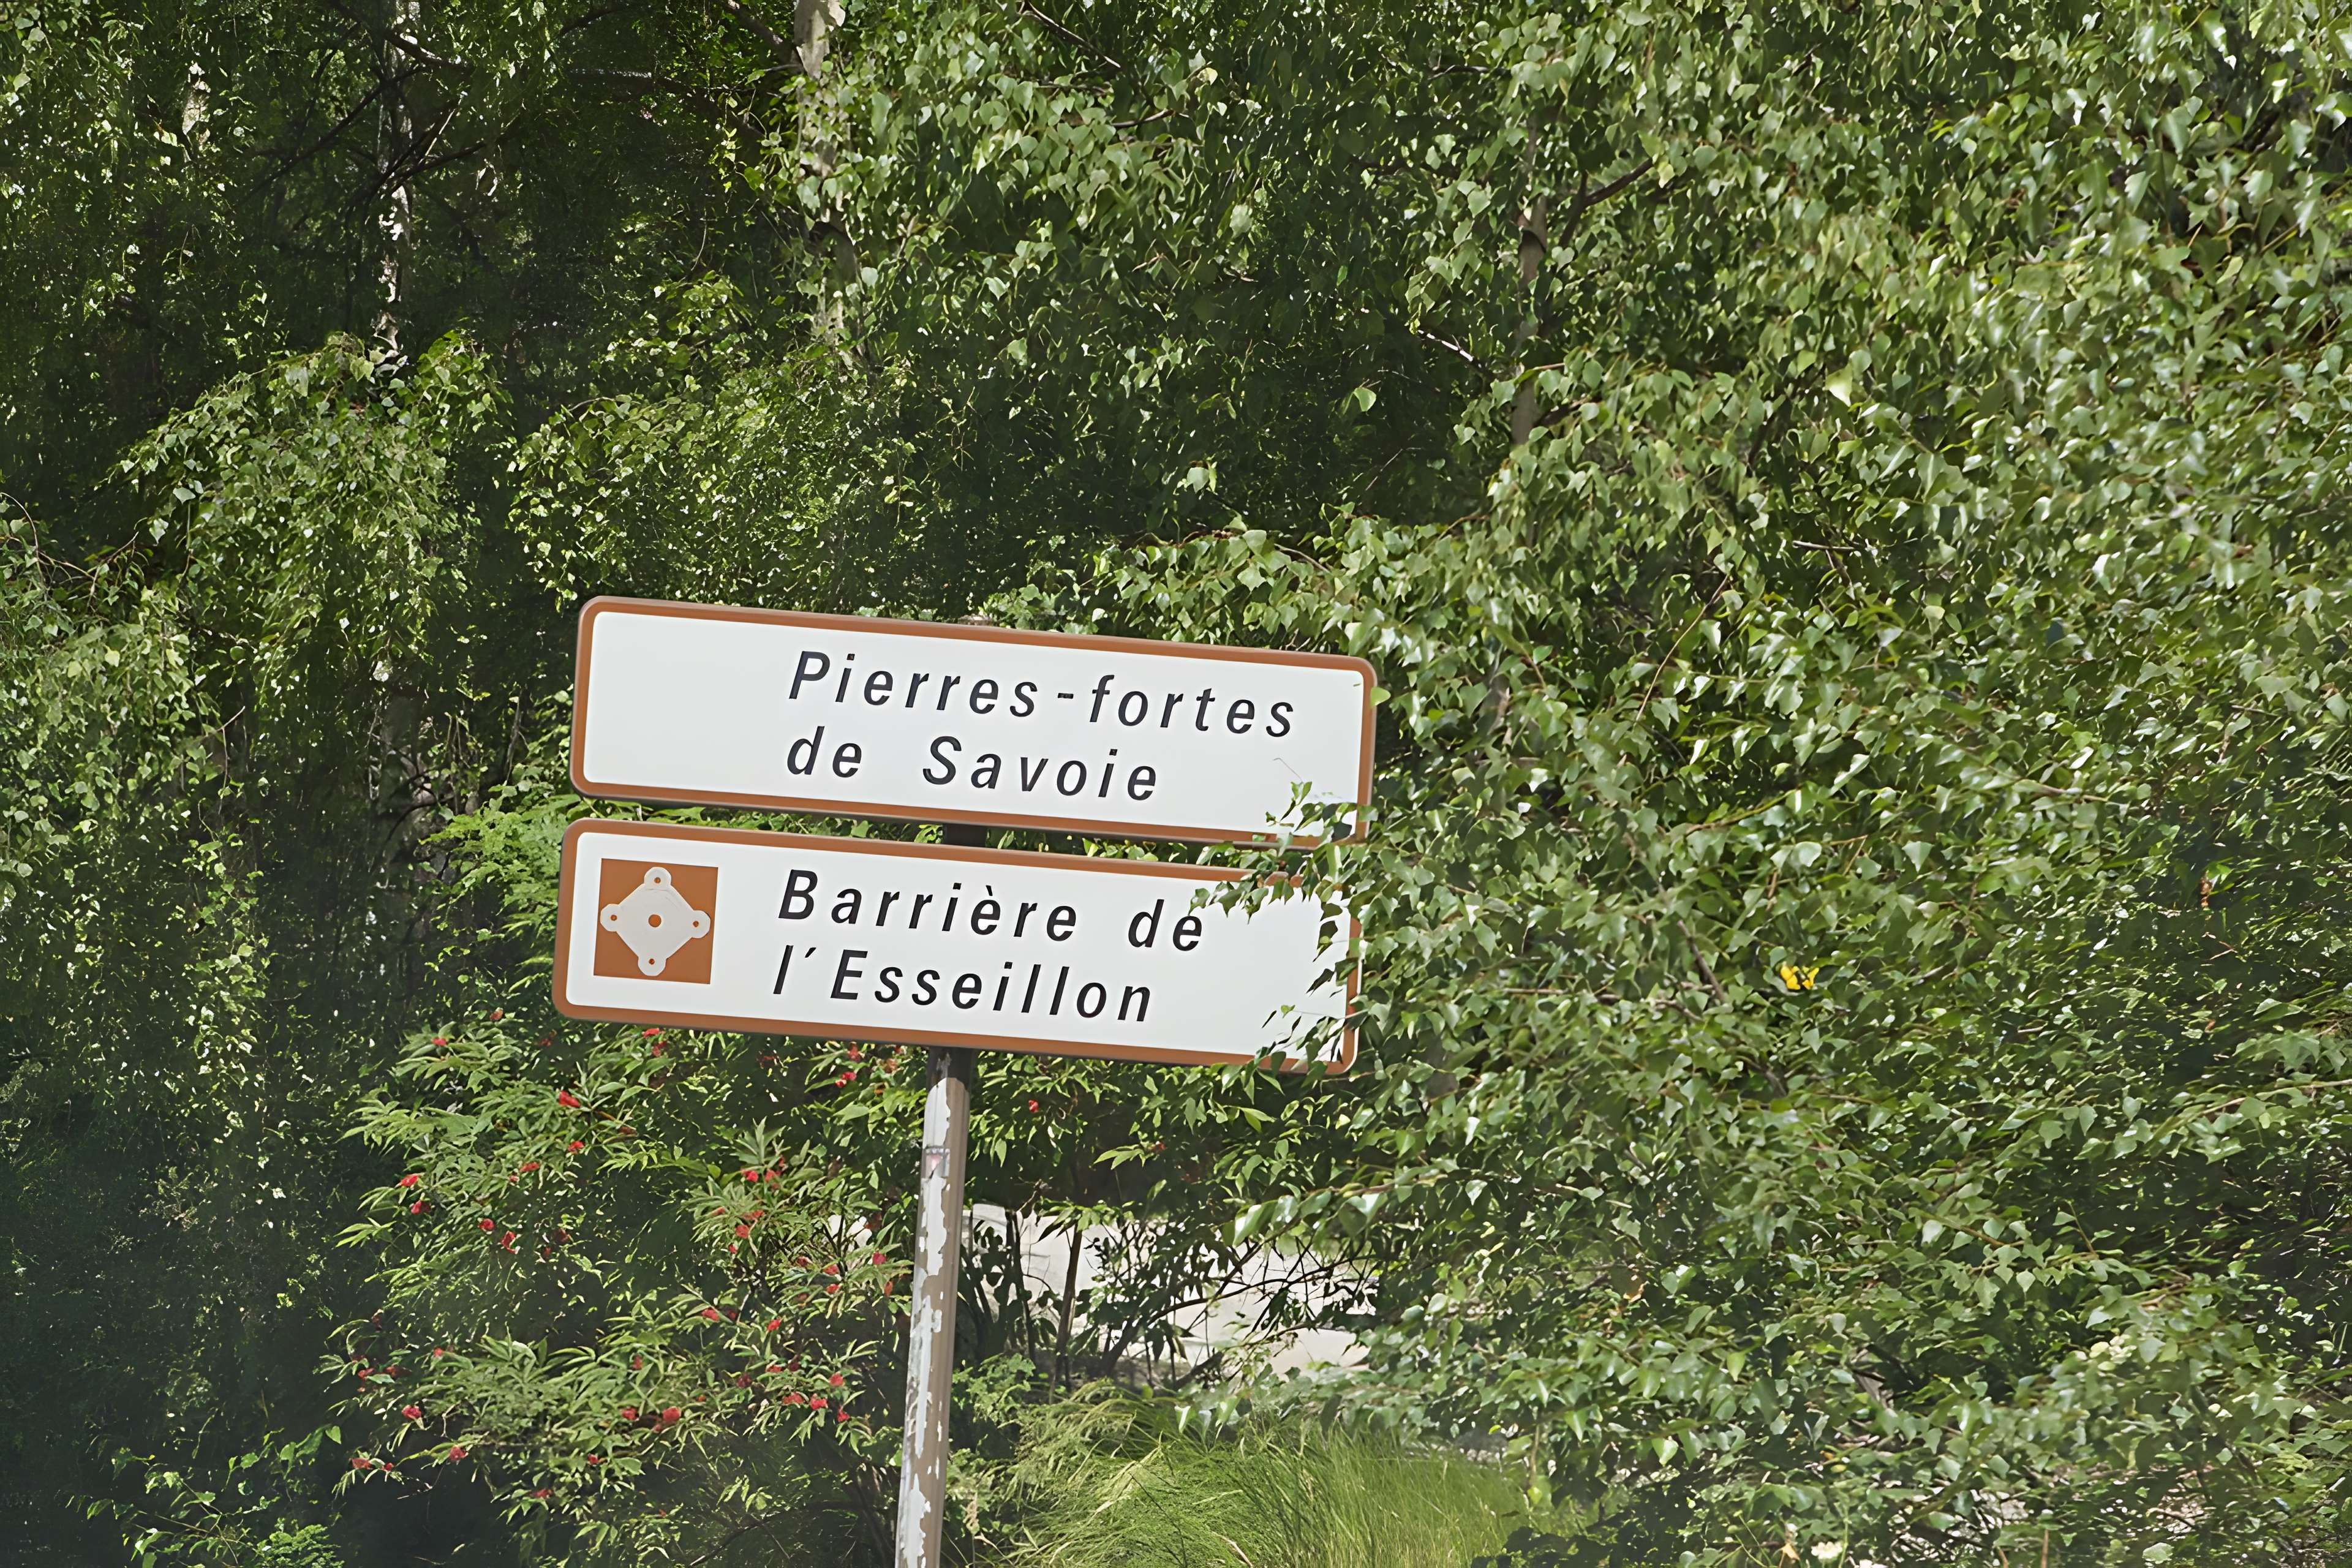 Pierres-fortes
de Savoie
Barrière de
l'Esseillon